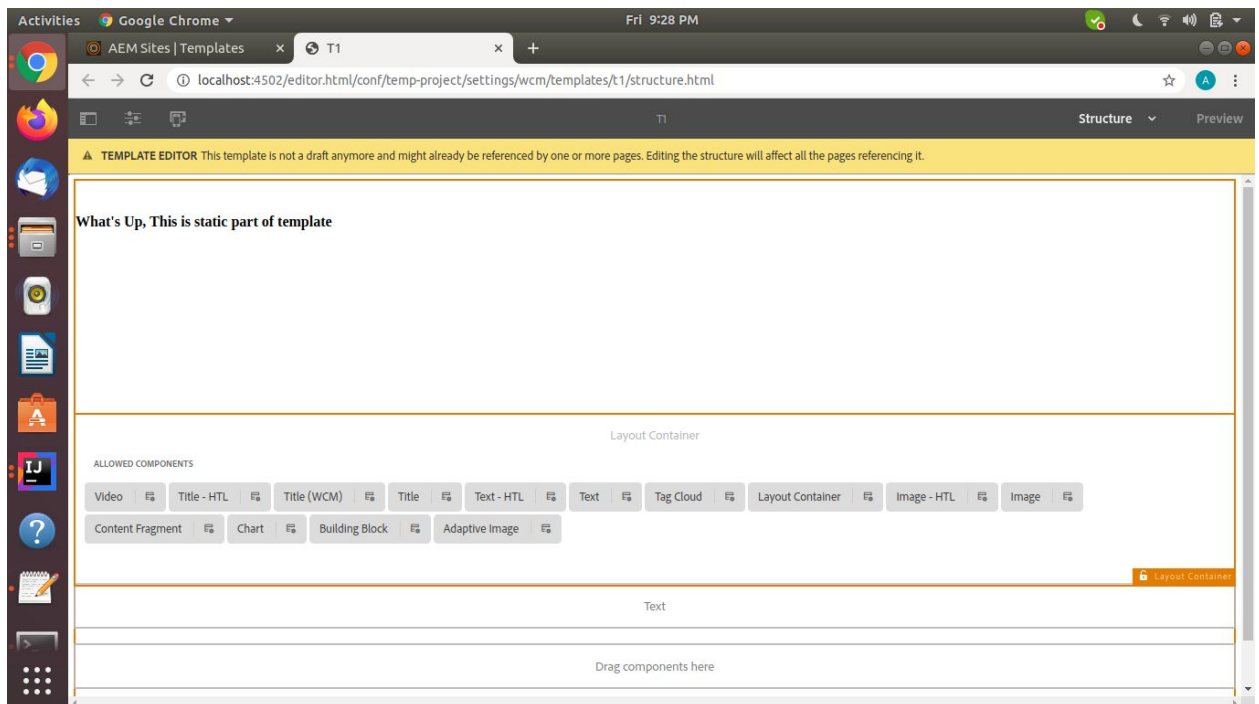 Activities Google Chrome Fri 9:28 PM
AEM Sites | Templates T1
localhost:4502/editor.html/conf/temp-project/settings/wcm/templates/t1/structure.html A
T1 Structure Preview
TEMPLATE EDITOR This template is not a draft anymore and might already be referenced by one or more pages. Editing the structure will affect all the pages referencing it.
What's Up, This is static part of template
Layout Container
ALLOWED COMPONENTS
Video Title - HTL Title (WCM) Title Text - HTL Text Tag Cloud Layout Container Image - HTL Image
Content Fragment Chart Building Block Adaptive Image
Layout Container
Text
Drag components here